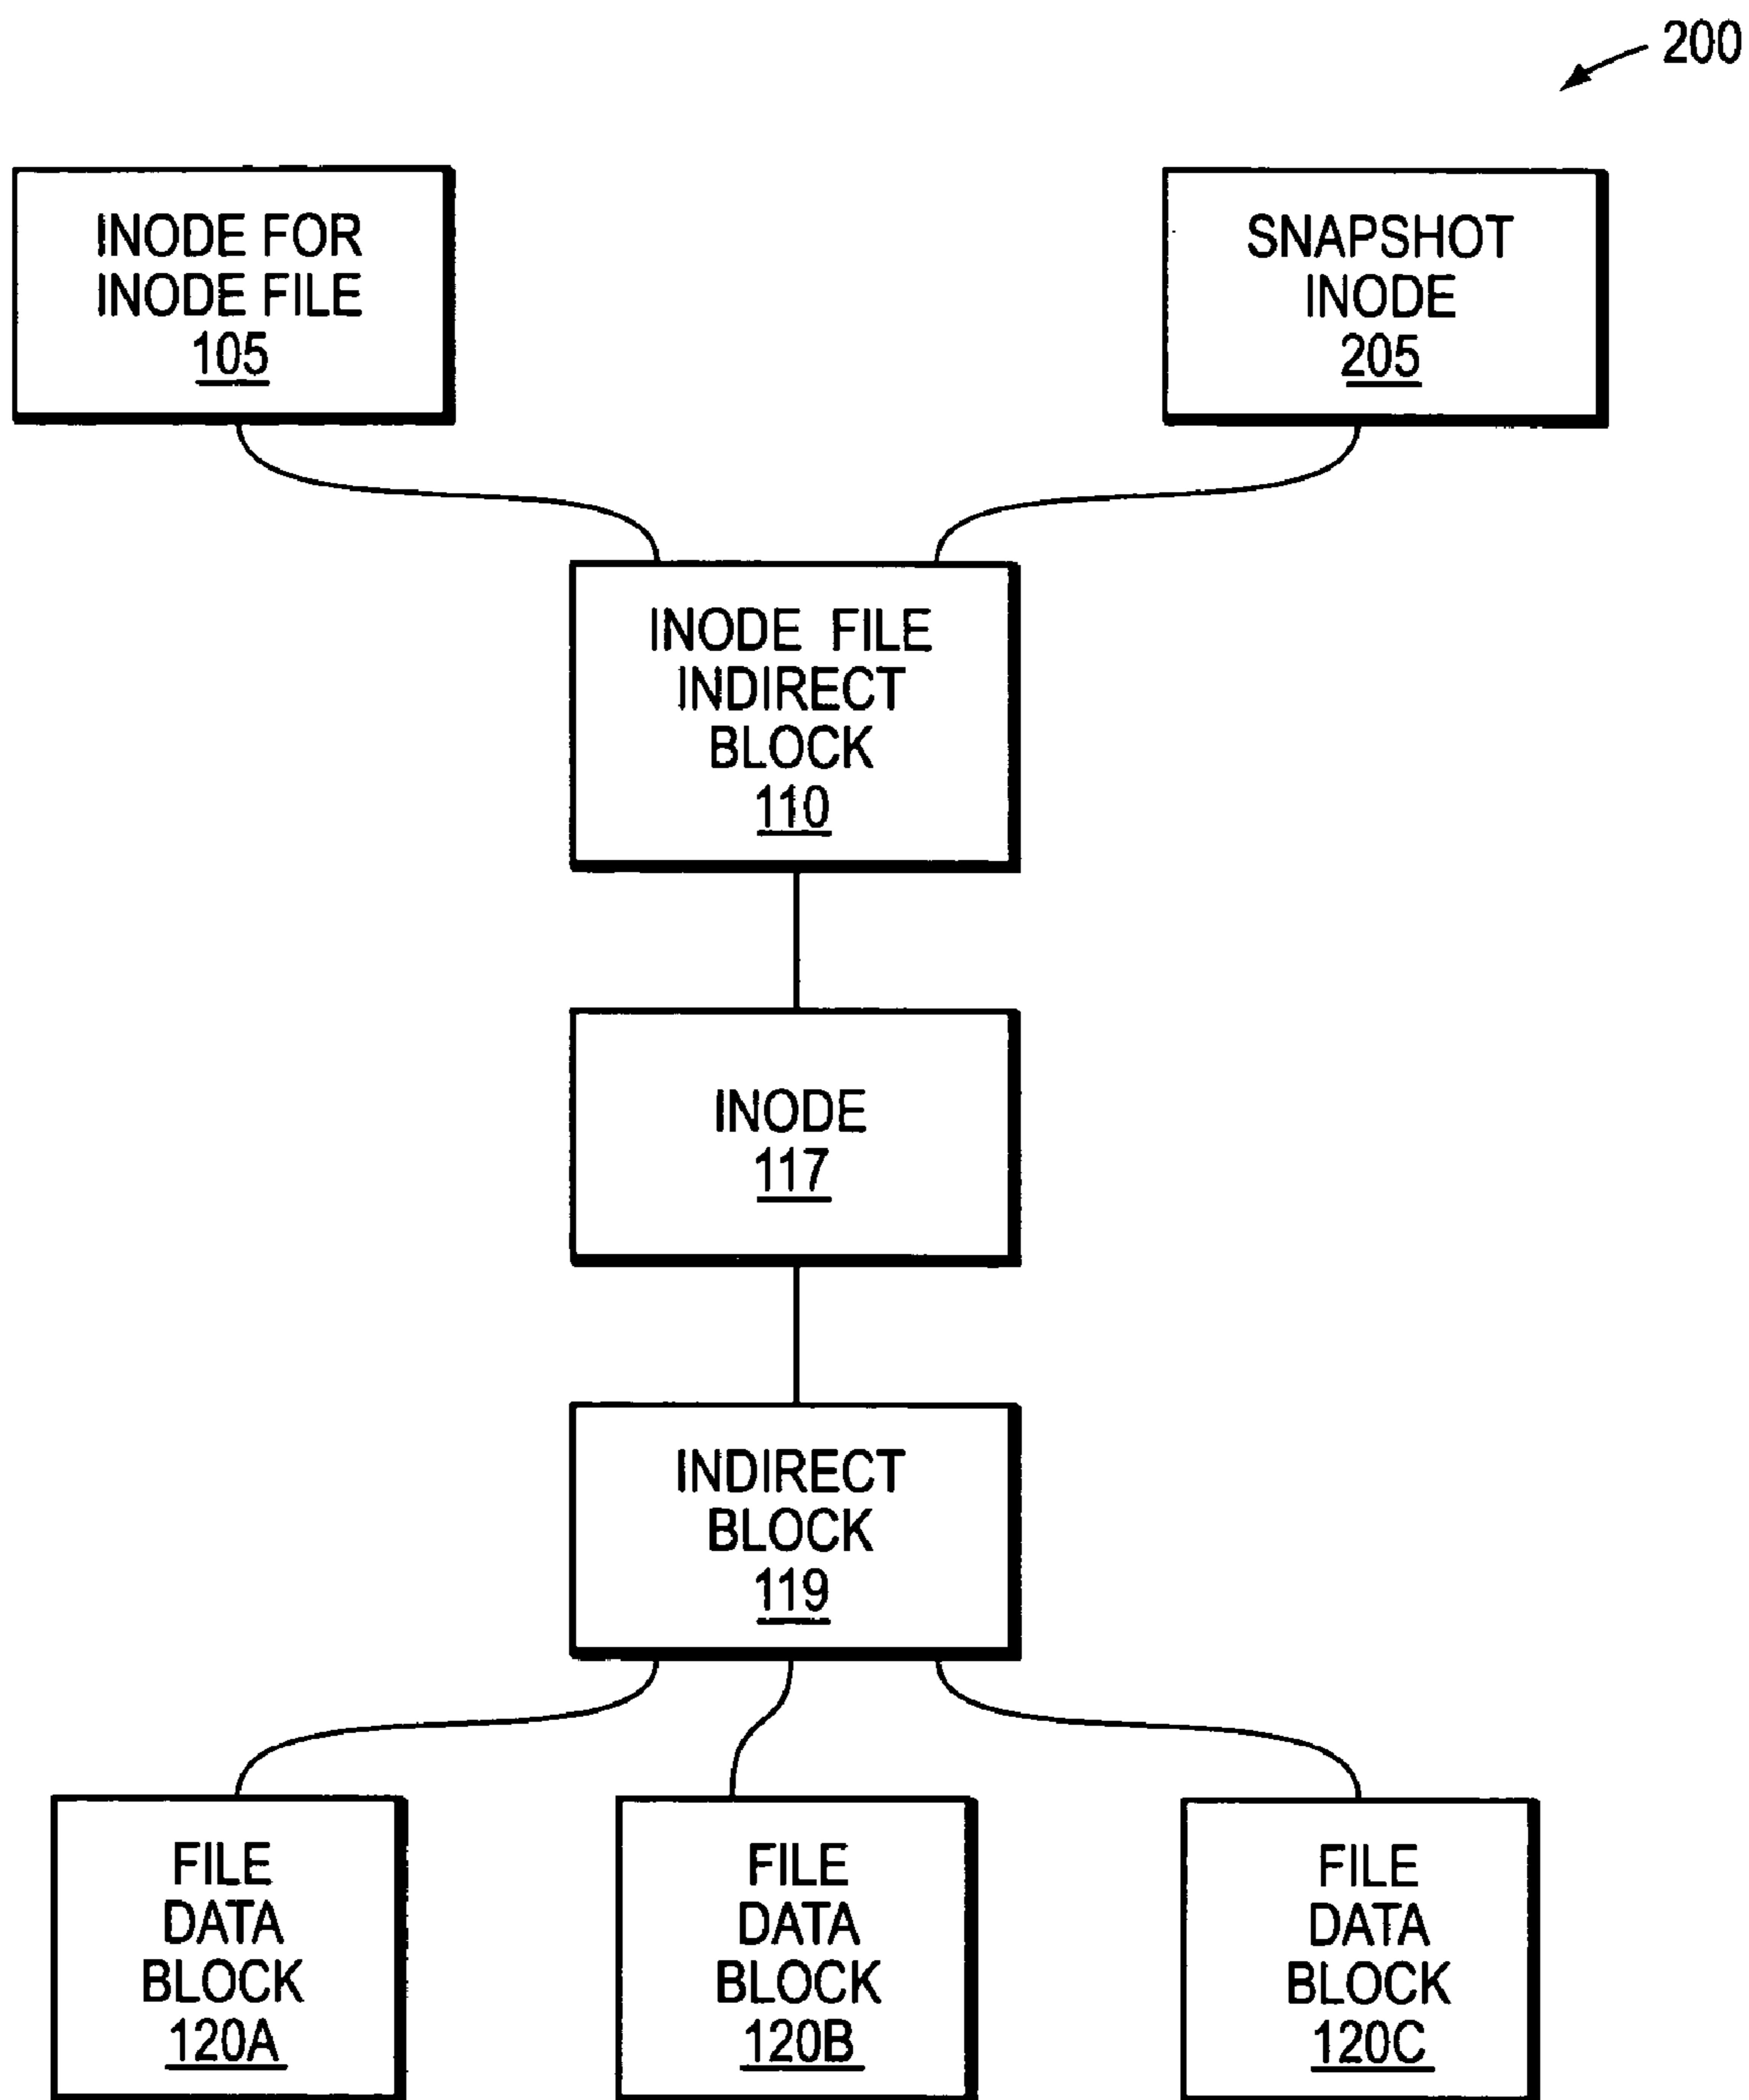 200
INODE FOR
INODE FILE
105
SNAPSHOT
INODE
205
INODE FILE
INDIRECT
BLOCK
110
INODE
117
INDIRECT
BLOCK
119
FILE
DATA
BLOCK
120A
FILE
DATA
BLOCK
120B
FILE
DATA
BLOCK
120C